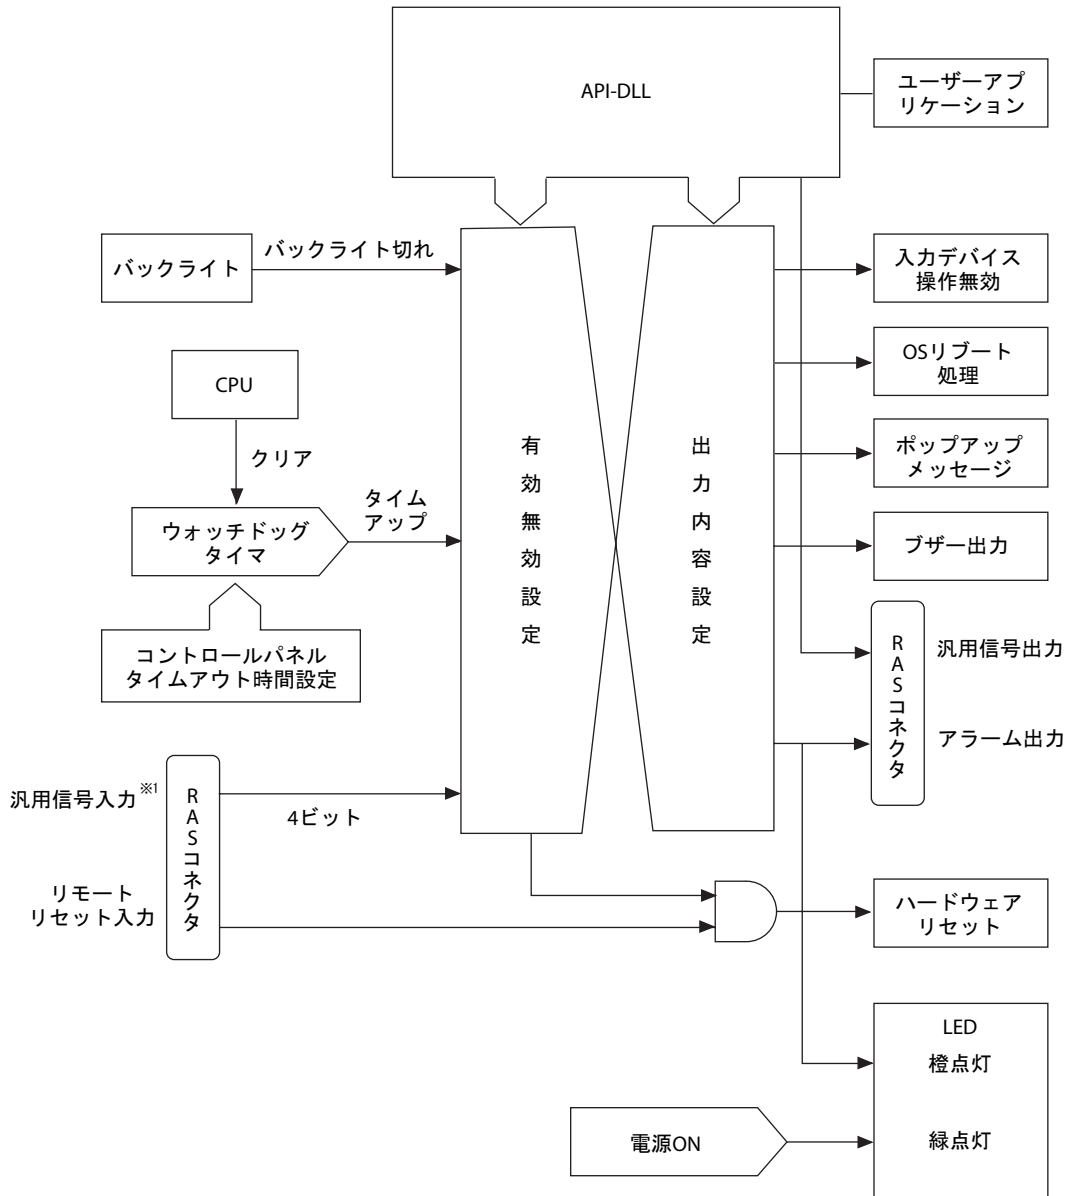 API-DLL
ユーザーアプ
リケーション
バックライト
バックライト切れ
入力デバイス
操作無効
OSリブート
処理
CPU
クリア
ポップアップ
メッセージ
有効無効設定
出力内容設定
ウォッチドッグ
タイマ
タイム
アップ
ブザー出力
コントロールパネル
タイムアウト時間設定
RASコネクタ
汎用信号出力
アラーム出力
汎用信号入力※1
RASコネクタ
4ビット
リモート
リセット入力
ハードウェア
リセット
LED
橙点灯
電源ON
緑点灯